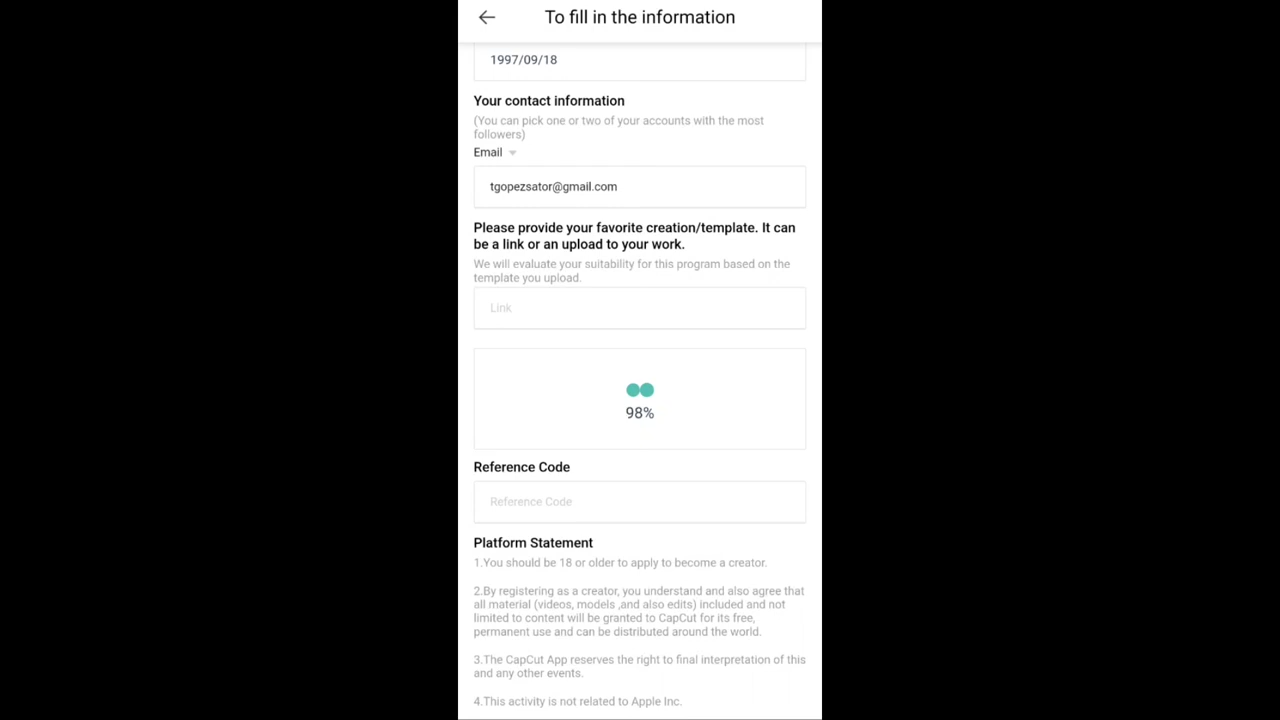 To fill in the information
1997/09/18
Your contact information
(You can pick one or two of your accounts with the most
followers)
Email
tgopezsator@gmail.com
Please provide your favorite creation/template. It can
be a link or an upload to your work.
We will evaluate your suitability for this program based on the
template you upload.
Link
98%
Reference Code
Reference Code
Platform Statement
1.You should be 18 or older to apply to become a creator.
2.By registering as a creator, you understand and also agree that
all material (videos, models ,and also edits) included and not
limited to content will be granted to CapCut for its free,
permanent use and can be distributed around the world.
3.The CapCut App reserves the right to final interpretation of this
and any other events.
4.This activity is not related to Apple Inc.